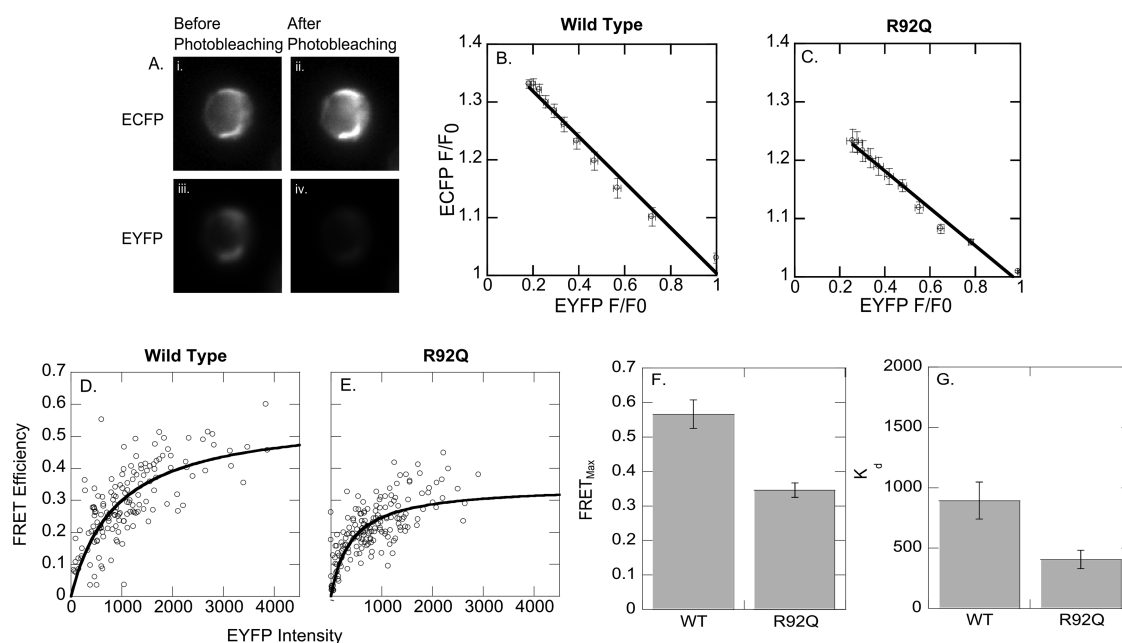 Before
Photobleaching
After
Photobleaching
A.
i.
ii.
ECFP
iii.
iv.
EYFP
Wild Type
B.
1.4
1.3
1.2
1.1
1
ECFP F/F0
0 0.2 0.4 0.6 0.8 1
EYFP F/F0
R92Q
C.
1.4
1.3
1.2
1.1
1
0 0.2 0.4 0.6 0.8 1
EYFP F/F0
Wild Type
D.
0.7
0.6
0.5
0.4
0.3
0.2
0.1
0
FRET Efficiency
0 1000 2000 3000 4000
R92Q
E.
0 1000 2000 3000 4000
EYFP Intensity
F.
0.7
0.6
0.5
0.4
0.3
0.2
0.1
0
FRETMax
WT R92Q
G.
2000
1500
1000
500
0
Kd
WT R92Q